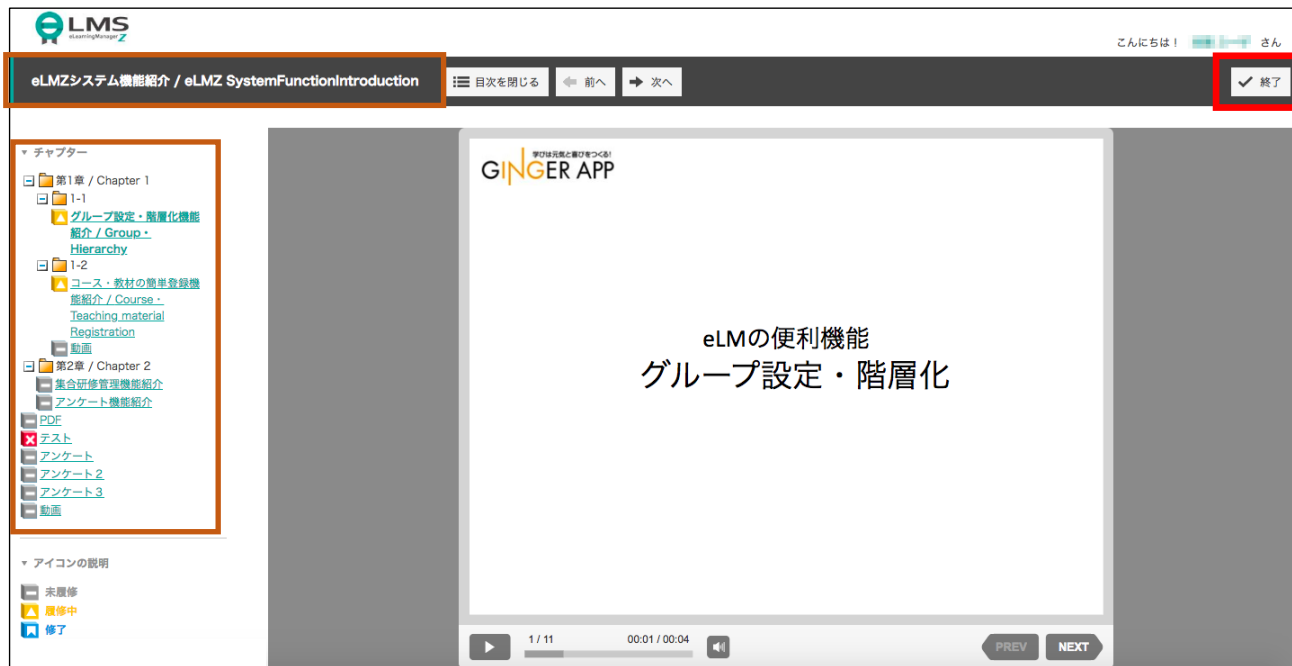 LMS
eLearningManager Z
こんにちは！ さん
eLMZシステム機能紹介 / eLMZ SystemFunctionIntroduction
目次を閉じる
前へ
次へ
終了
チャプター
第1章 / Chapter 1
1-1
グループ設定・階層化機能
紹介 / Group・
Hierarchy
1-2
コース・教材の簡単登録機
能紹介 / Course・
Teaching material
Registration
動画
第2章 / Chapter 2
集合研修管理機能紹介
アンケート機能紹介
PDF
テスト
アンケート
アンケート２
アンケート３
動画
アイコンの説明
未履修
履修中
修了
学びは元気と喜びをつくる!
GINGER APP
eLMの便利機能
グループ設定・階層化
1 / 11
00:01 / 00:04
PREV
NEXT